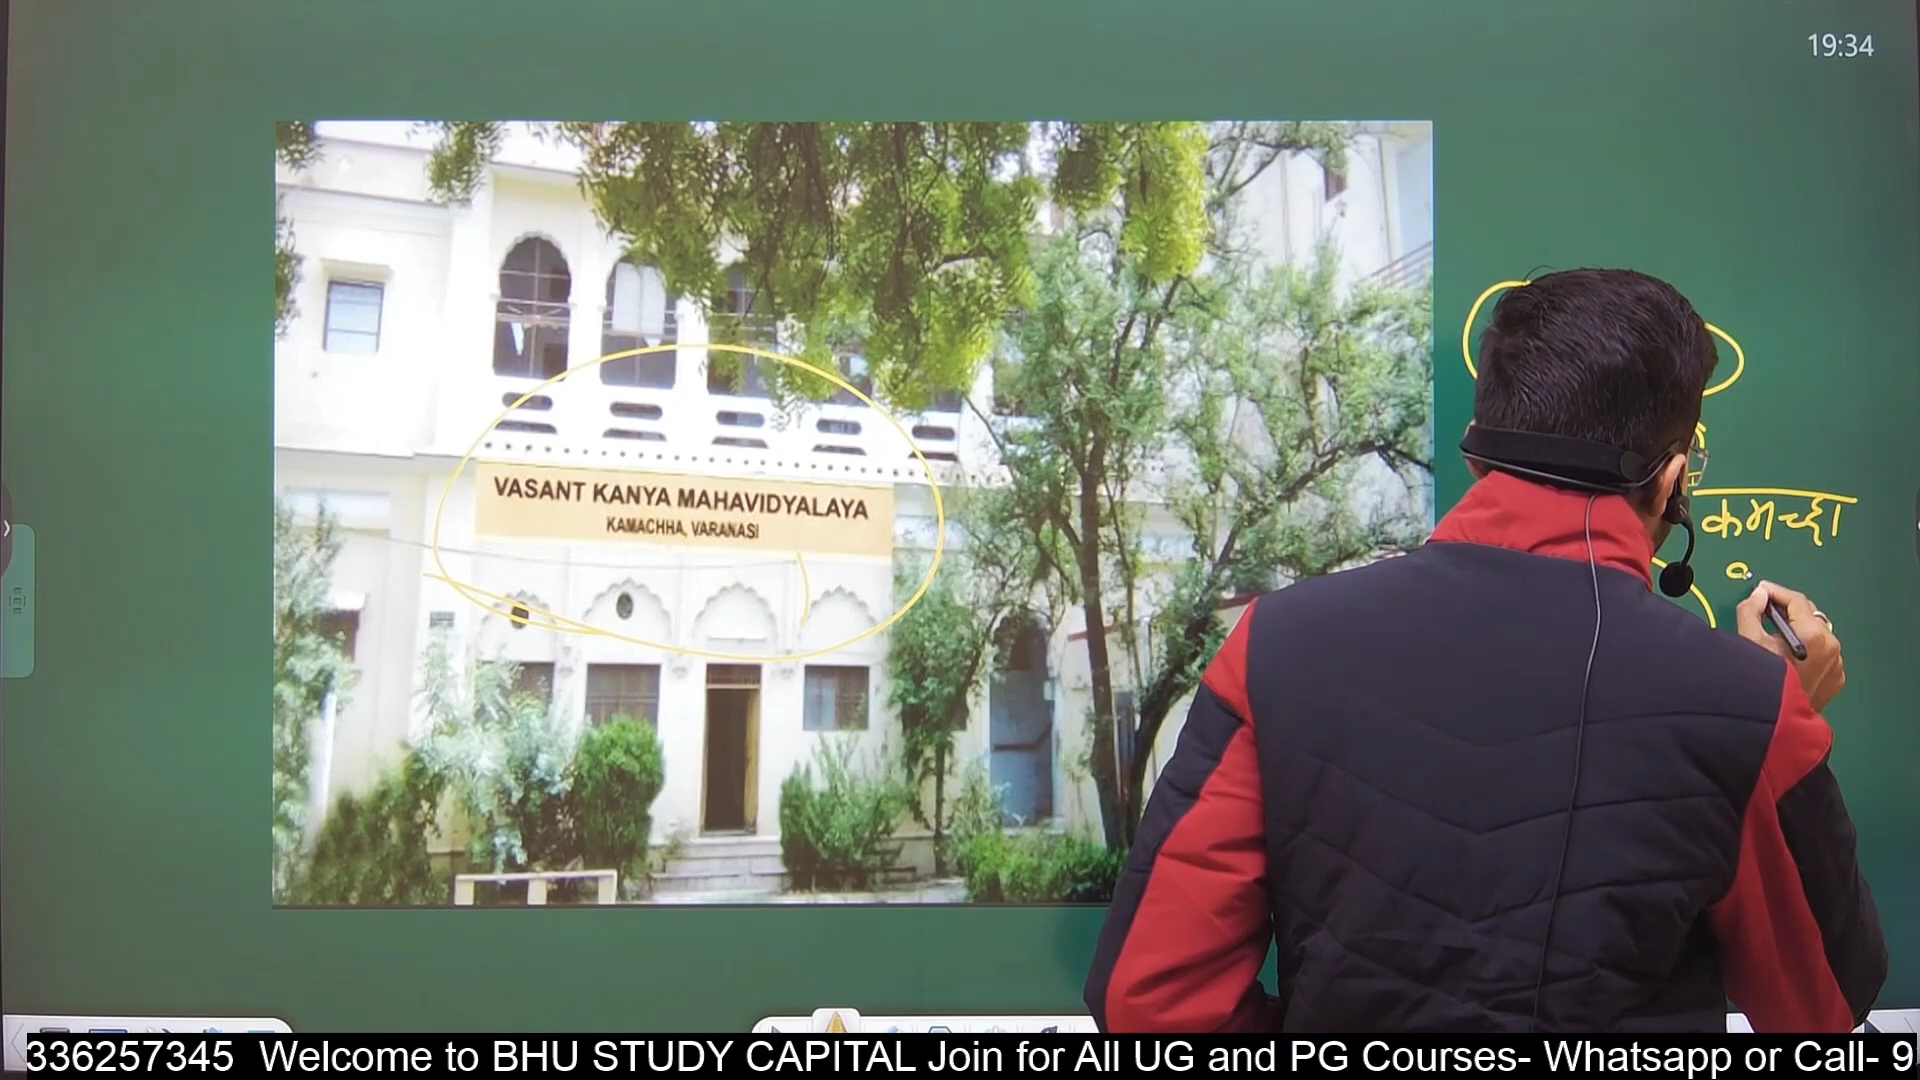 19:34
VASANT KANYA MAHAVIDYALAYA
KAMACHHA, VARANASI
कमच्छा
336257345 Welcome to BHU STUDY CAPITAL Join for All UG and PG Courses- Whatsapp or Call- 9